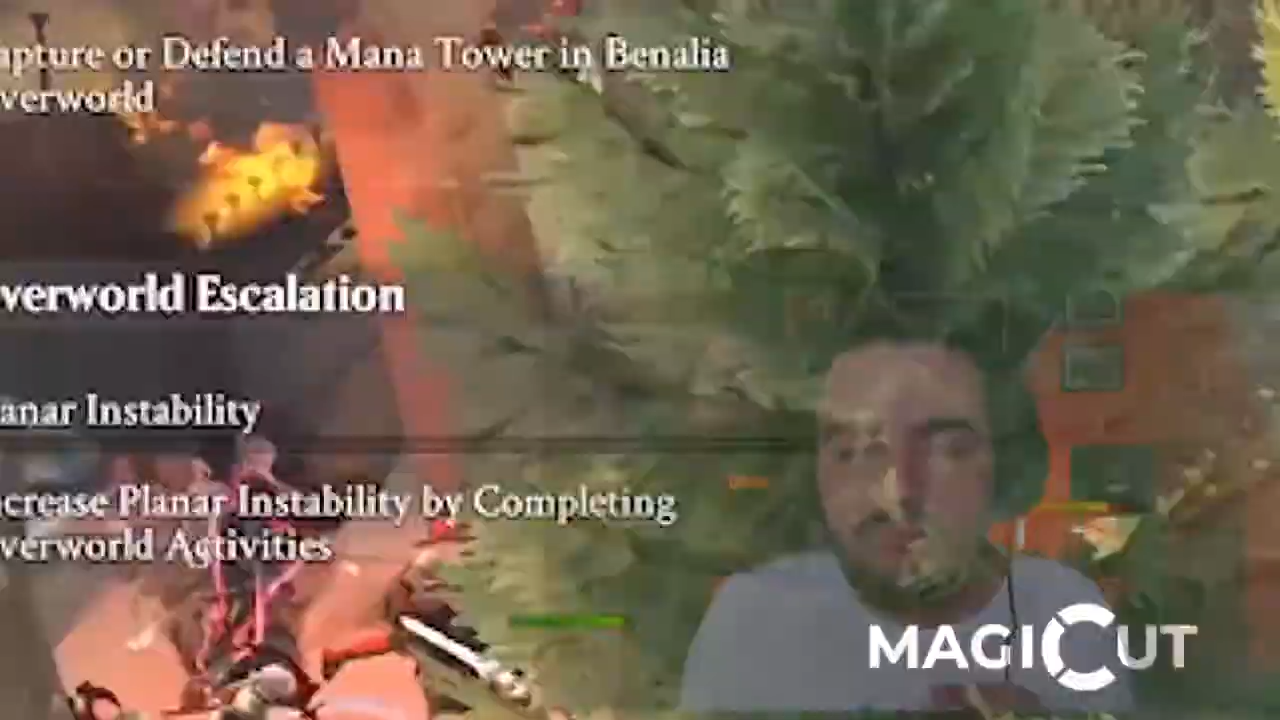 apture or Defend a Mana Tower in Benalia
verworld
verworld Escalation
anar Instability
ncrease Planar Instability by Completing
verworld Activities
MAGICUT